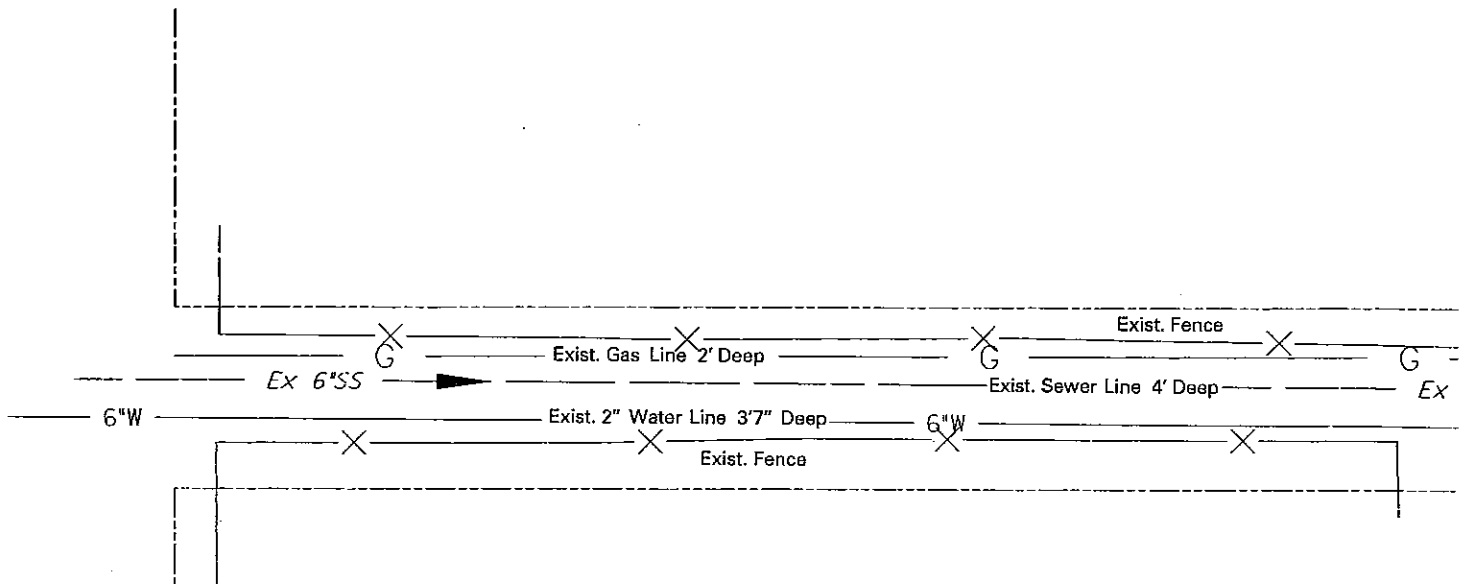 Exist. Fence
G Exist. Gas Line 2' Deep G G
Ex 6"SS Exist. Sewer Line 4' Deep Ex
6"W Exist. 2" Water Line 3'7" Deep 6"W
Exist. Fence